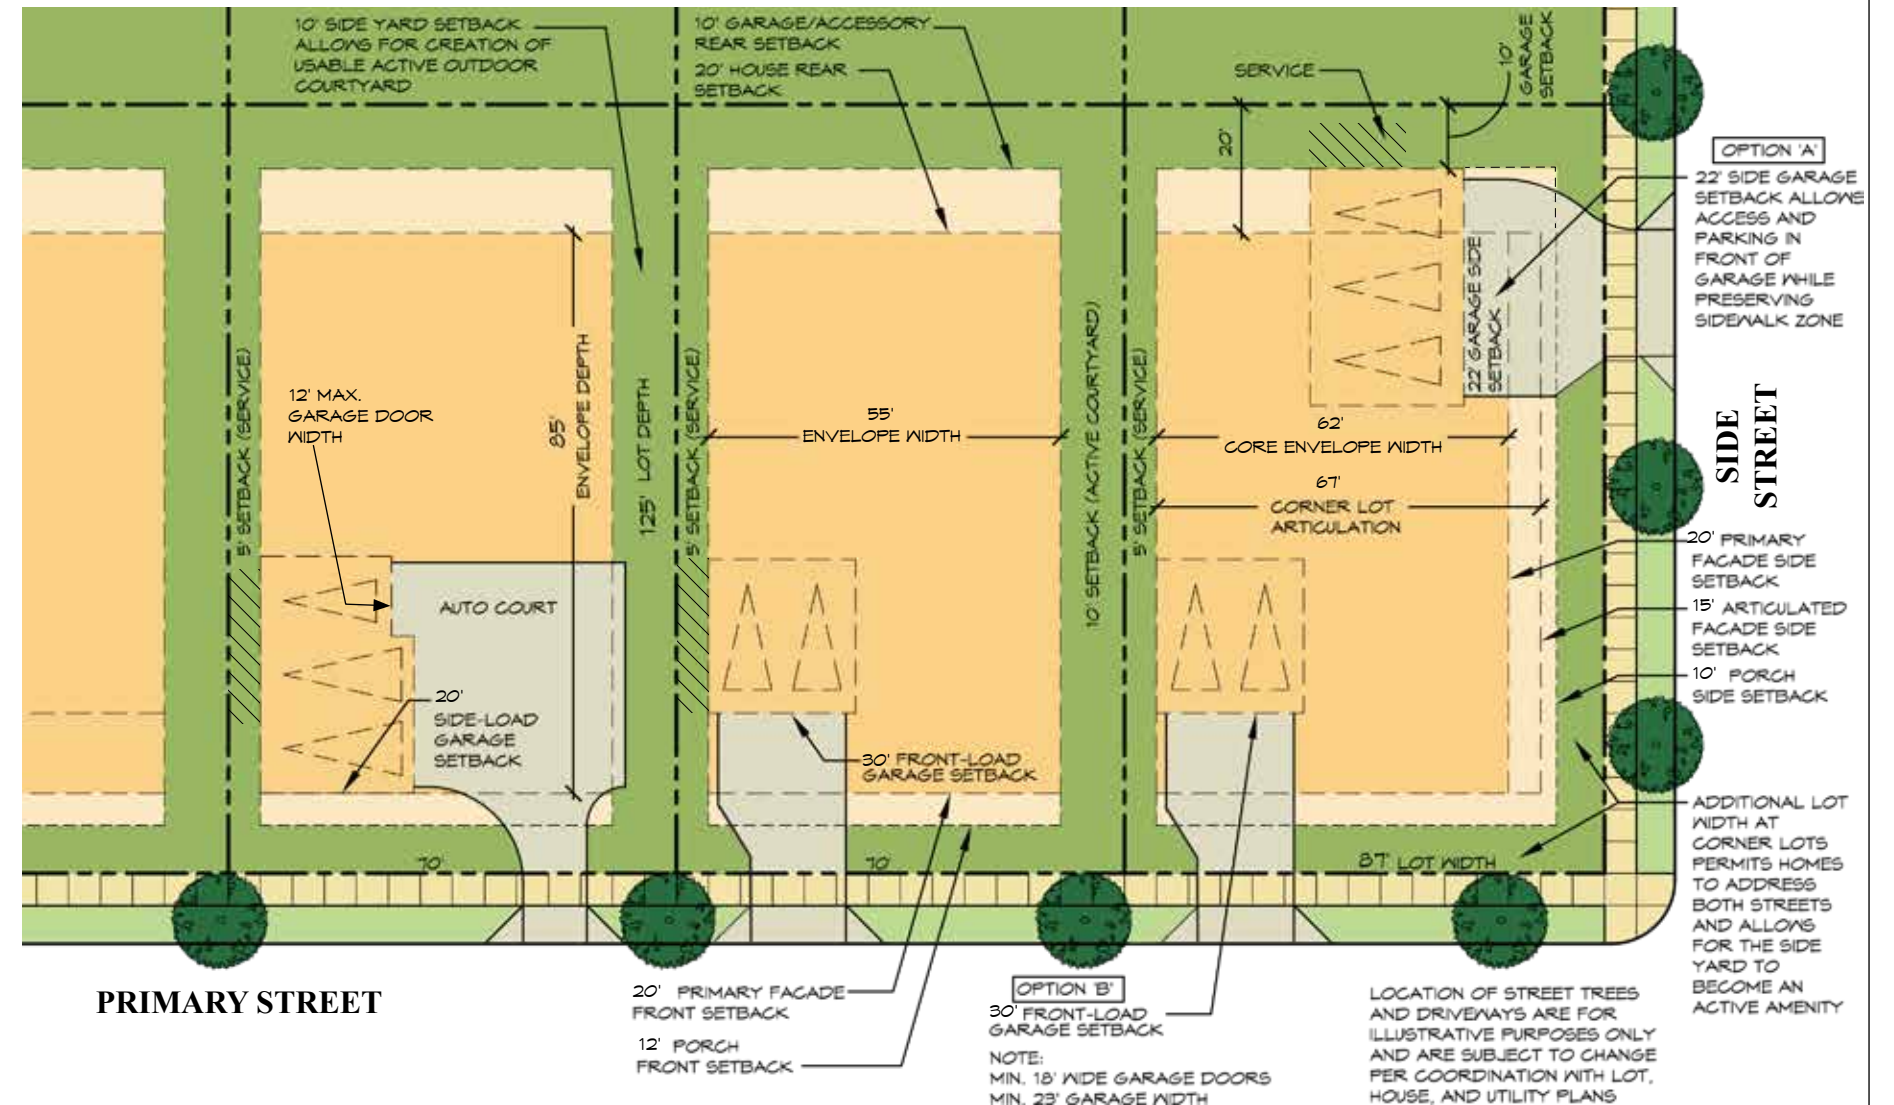 10' SIDE YARD SETBACK
ALLOWS FOR CREATION OF
USABLE ACTIVE OUTDOOR
COURTYARD
10' GARAGE/ACCESSORY
REAR SETBACK
20' HOUSE REAR
SETBACK
SERVICE
10'
GARAGE
SETBACK
20'
OPTION 'A'
22' SIDE GARAGE
SETBACK ALLOWS
ACCESS AND
PARKING IN
FRONT OF
GARAGE WHILE
PRESERVING
SIDEWALK ZONE
22' GARAGE SIDE
SETBACK
5' SETBACK (SERVICE)
12' MAX.
GARAGE DOOR
WIDTH
85'
ENVELOPE DEPTH
125' LOT DEPTH
5' SETBACK (SERVICE)
55'
ENVELOPE WIDTH
10' SETBACK (ACTIVE COURTYARD)
5' SETBACK (SERVICE)
62'
CORE ENVELOPE WIDTH
67'
CORNER LOT
ARTICULATION
SIDE
STREET
20' PRIMARY
FACADE SIDE
SETBACK
15' ARTICULATED
FACADE SIDE
SETBACK
10' PORCH
SIDE SETBACK
AUTO COURT
20'
SIDE-LOAD
GARAGE
SETBACK
30' FRONT-LOAD
GARAGE SETBACK
ADDITIONAL LOT
WIDTH AT
CORNER LOTS
PERMITS HOMES
TO ADDRESS
BOTH STREETS
AND ALLOWS
FOR THE SIDE
YARD TO
BECOME AN
ACTIVE AMENITY
70'
70'
87' LOT WIDTH
PRIMARY STREET
20' PRIMARY FACADE
FRONT SETBACK
12' PORCH
FRONT SETBACK
OPTION 'B'
30' FRONT-LOAD
GARAGE SETBACK
NOTE:
MIN. 18' WIDE GARAGE DOORS
MIN. 23' GARAGE WIDTH
LOCATION OF STREET TREES
AND DRIVEWAYS ARE FOR
ILLUSTRATIVE PURPOSES ONLY
AND ARE SUBJECT TO CHANGE
PER COORDINATION WITH LOT,
HOUSE, AND UTILITY PLANS